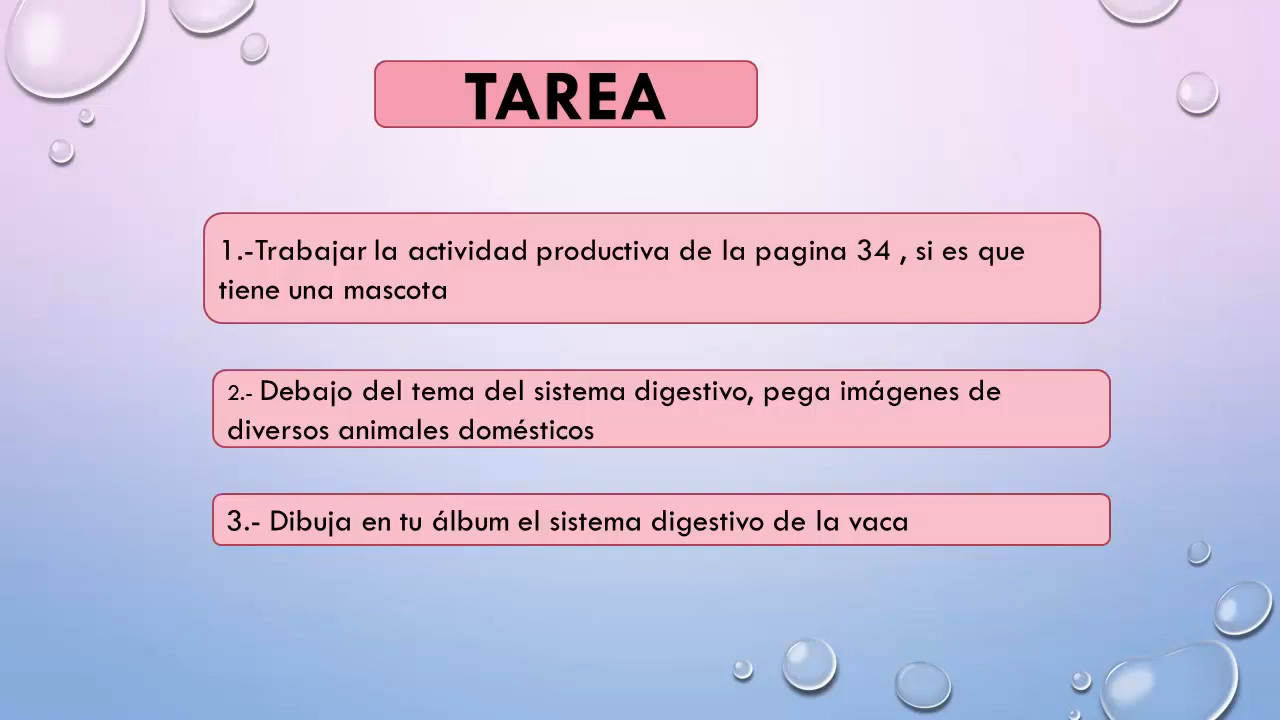 TAREA
1.-Trabajar la actividad productiva de la pagina 34 , si es que
tiene una mascota
2.- Debajo del tema del sistema digestivo, pega imágenes de
diversos animales domésticos
3.- Dibuja en tu álbum el sistema digestivo de la vaca